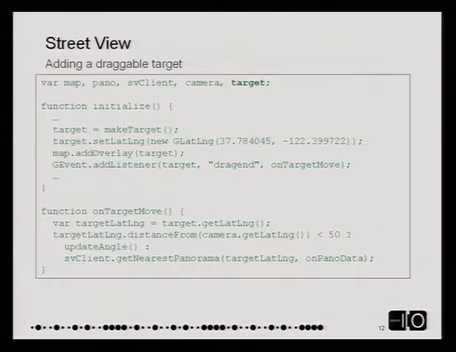 Street View
Adding a draggable target
var map, pano, svClient, camera, target;
function initialize() {
…
target = makeTarget();
target.setLatLng(new GLatLng(37.784045, -122.399722));
map.addOverlay(target);
GEvent.addListener(target, "dragend", onTargetMove);
…
}
function onTargetMove() {
var targetLatLng = target.getLatLng();
targetLatLng.distanceFrom(camera.getLatLng()) < 50 ?
updateAngle() :
svClient.getNearestPanorama(targetLatLng, onPanoData);
}
12
IO